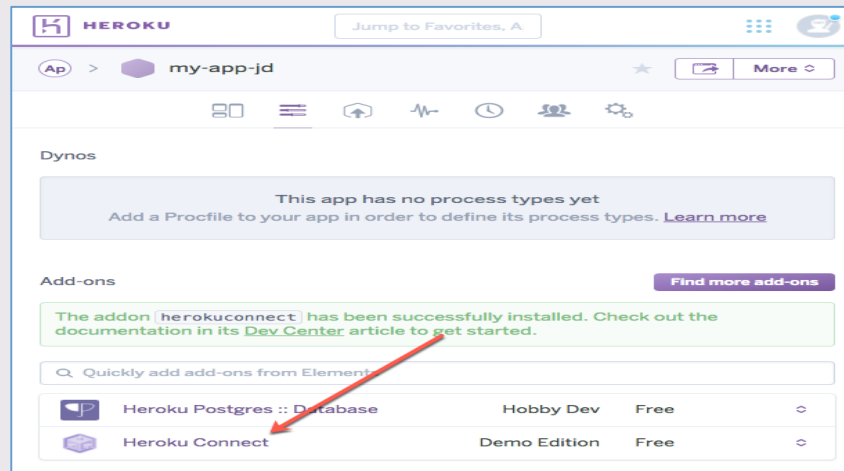 HEROKU
Jump to Favorites, A
Ap > my-app-jd
More
Dynos
This app has no process types yet
Add a Procfile to your app in order to define its process types. Learn more
Add-ons
Find more add-ons
The addon herokuconnect has been successfully installed. Check out the
documentation in its Dev Center article to get started.
Quickly add add-ons from Elements
Heroku Postgres :: Database Hobby Dev Free
Heroku Connect Demo Edition Free